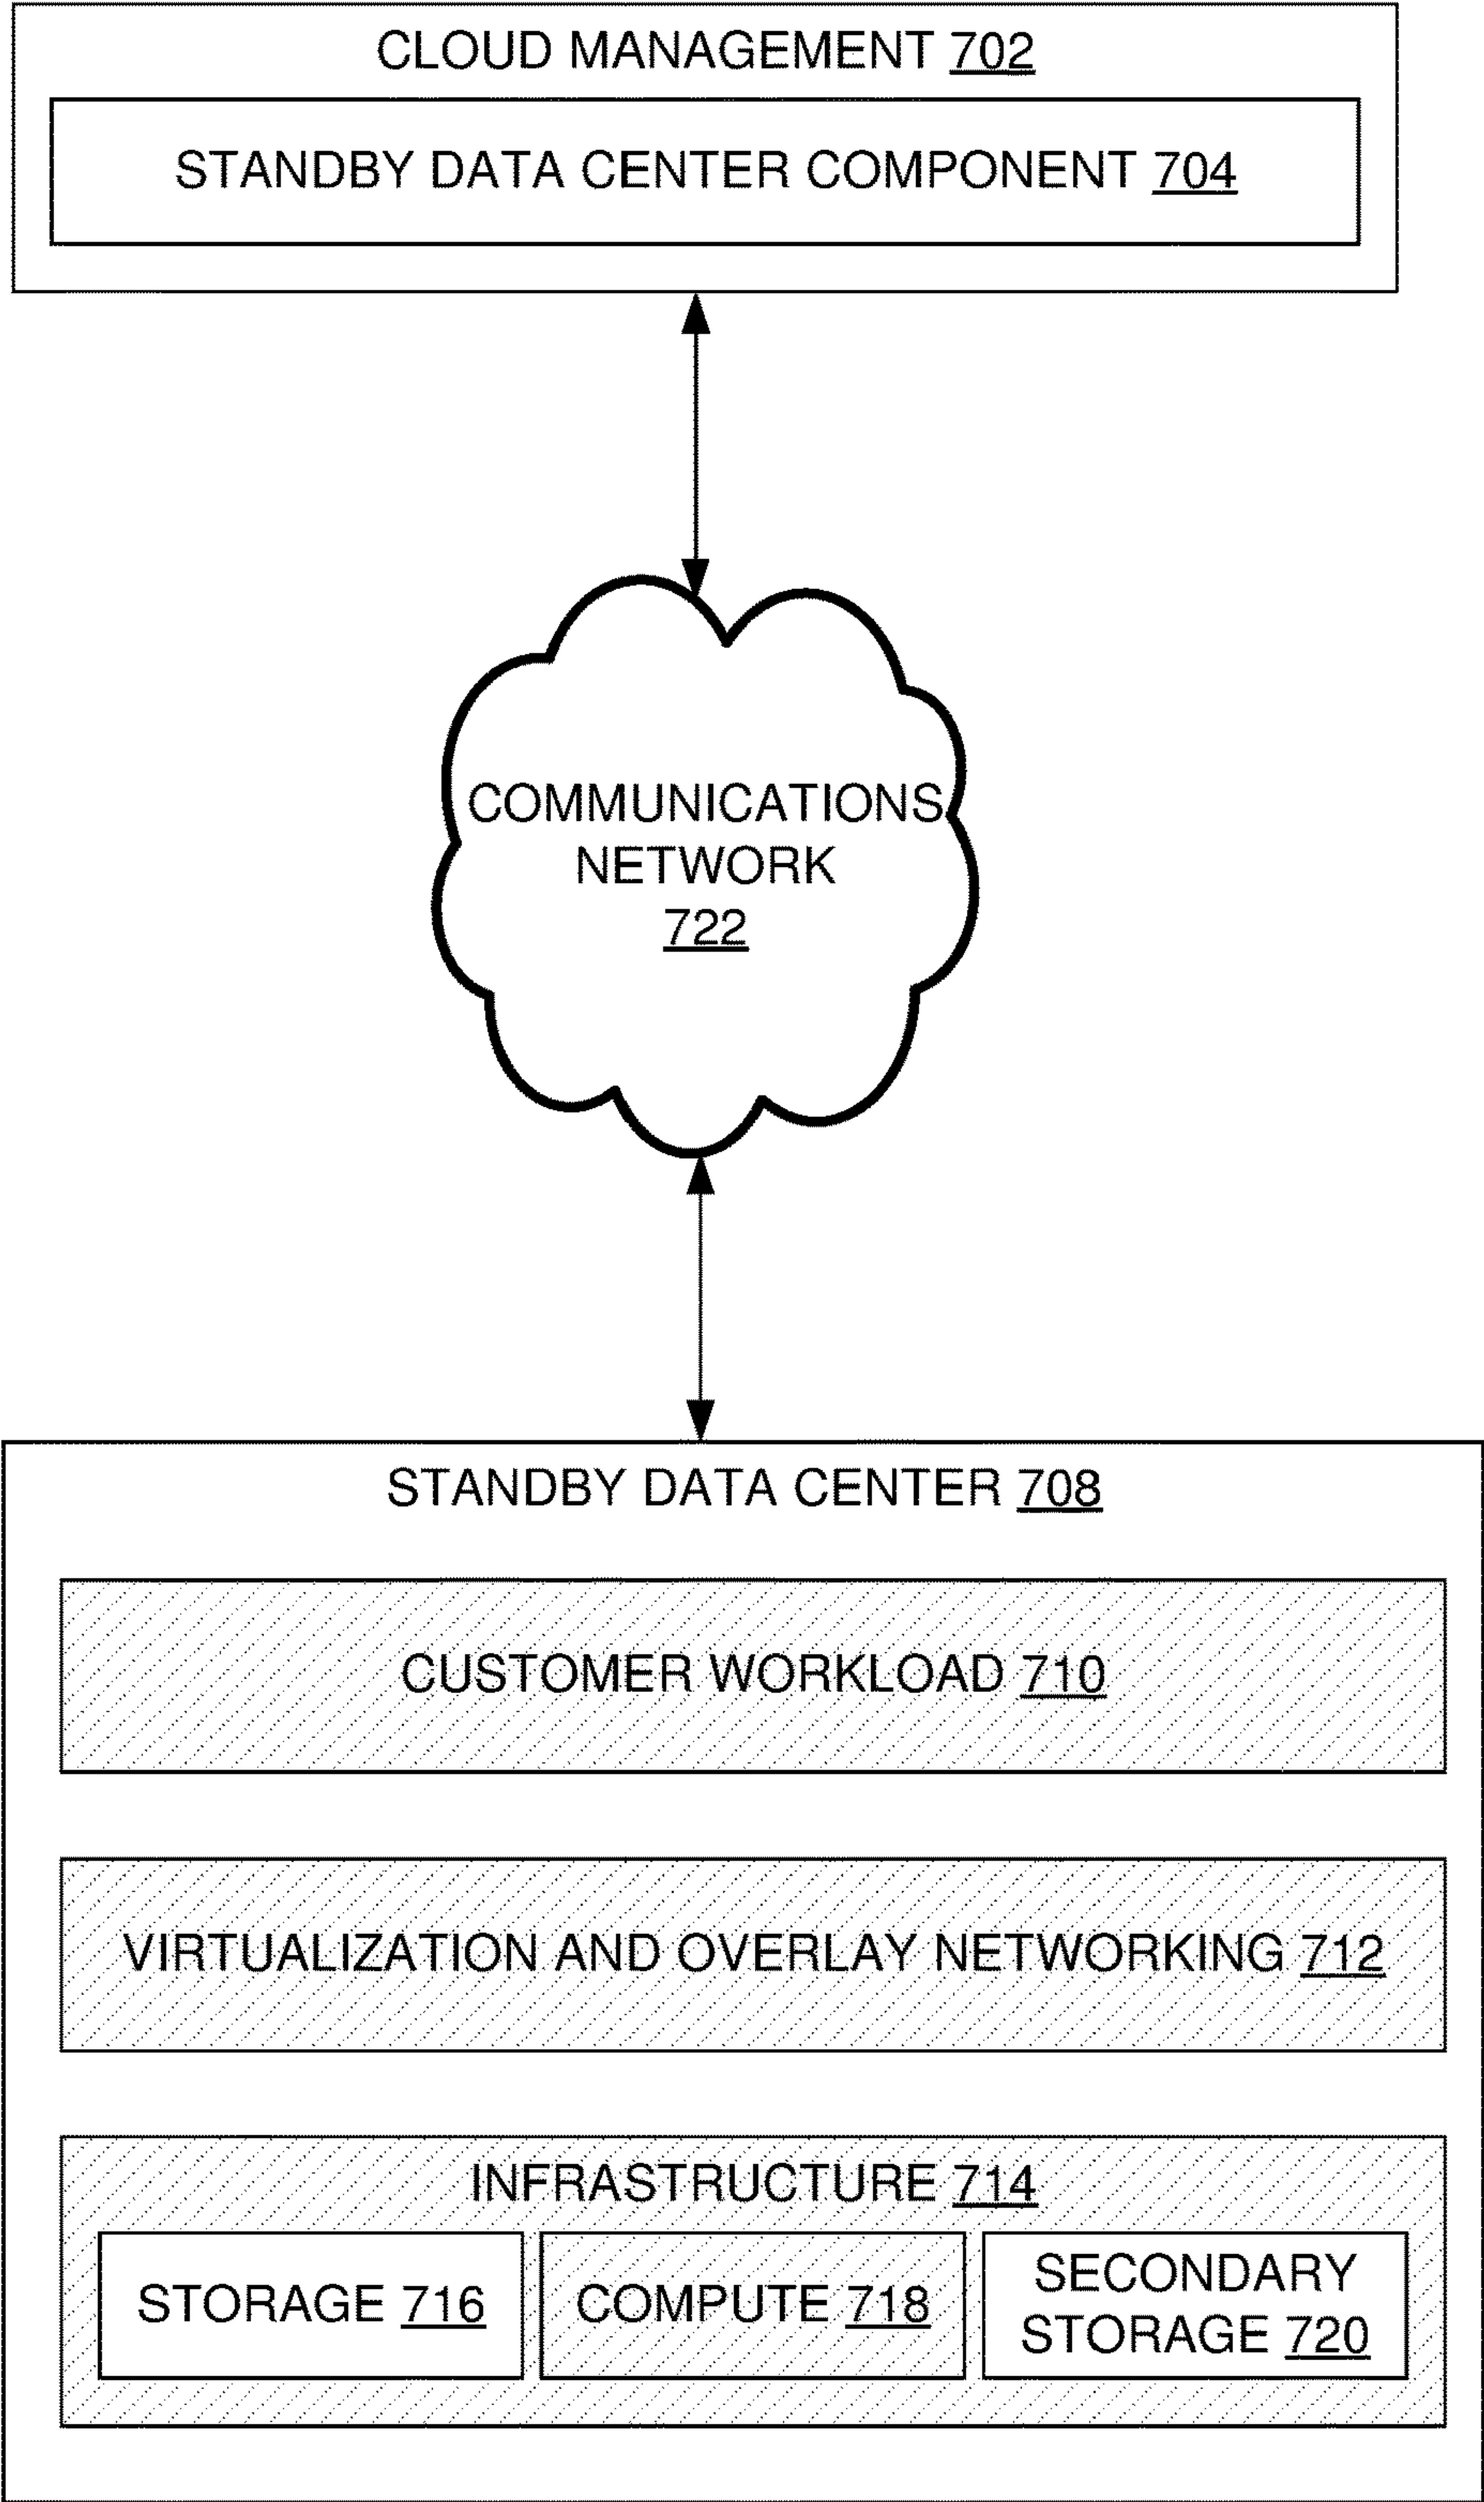 CLOUD MANAGEMENT 702
STANDBY DATA CENTER COMPONENT 704
COMMUNICATIONS
NETWORK
722
STANDBY DATA CENTER 708
CUSTOMER WORKLOAD 710
VIRTUALIZATION AND OVERLAY NETWORKING 712
INFRASTRUCTURE 714
STORAGE 716
COMPUTE 718
SECONDARY
STORAGE 720